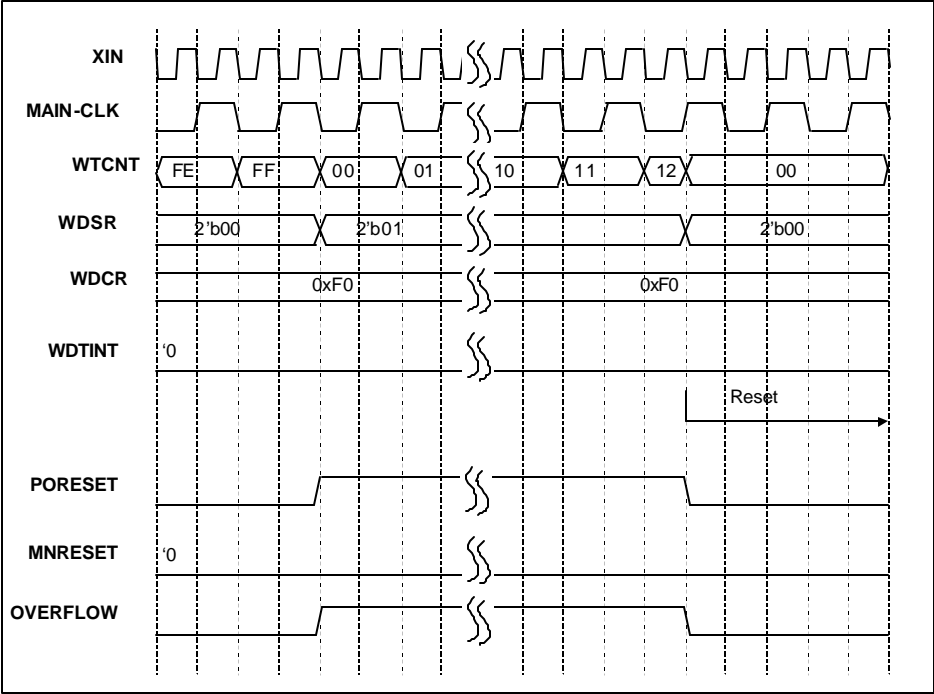 XIN
MAIN-CLK
WTCNT FE FF 00 01 10 11 12 00
WDSR 2'b00 2'b01 2'b00
WDCR 0xF0 0xF0
WDTINT '0
Reset
PORESET
MNRESET '0
OVERFLOW